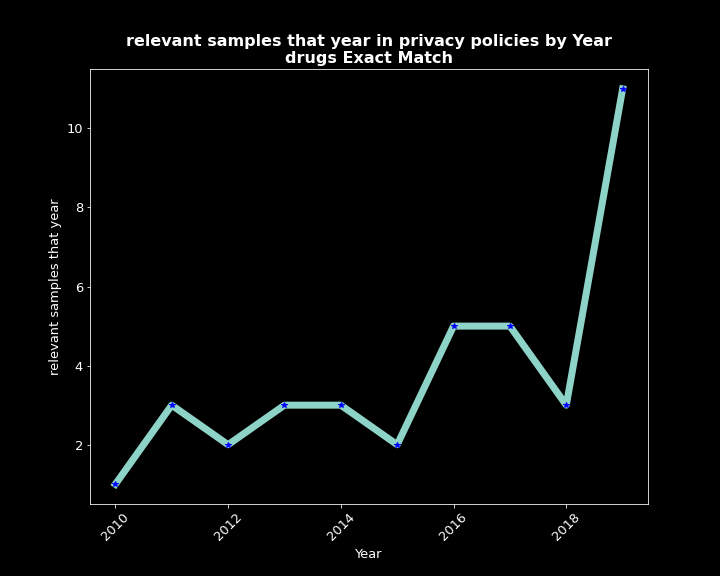 relevant samples that year in privacy policies by Year
drugs Exact Match
relevant samples that year
10
8
6
4
2
2010
2012
2014
2016
2018
Year